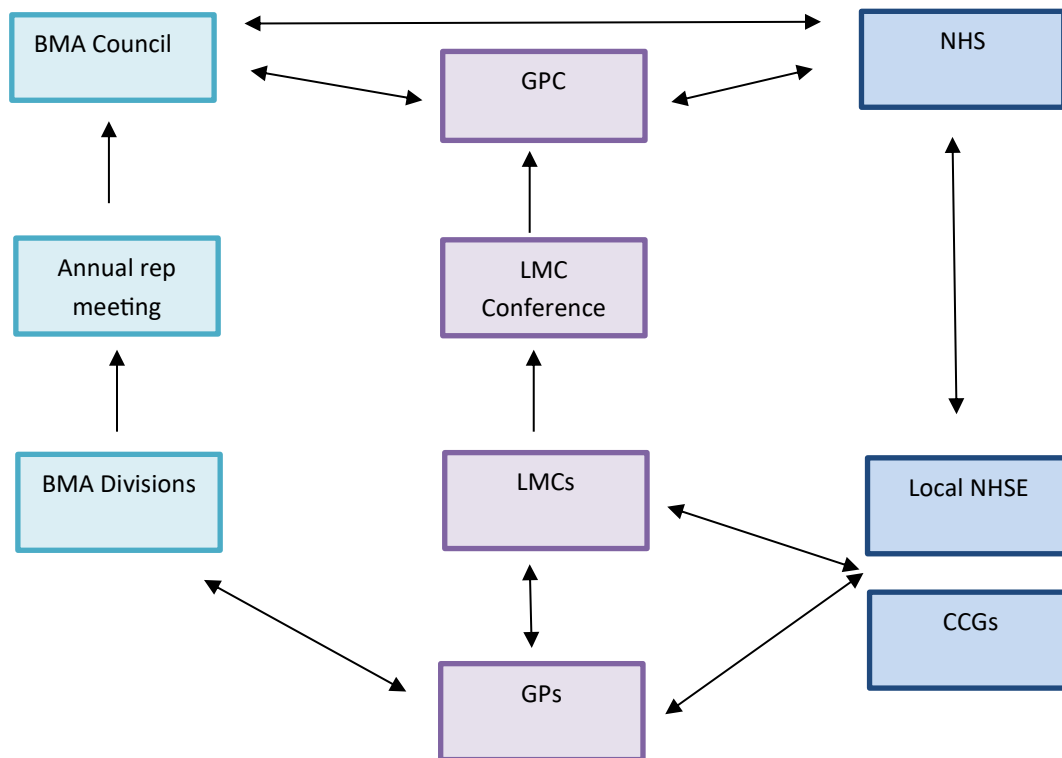 BMA Council
NHS
GPC
Annual rep
meeting
LMC
Conference
BMA Divisions
LMCs
Local NHSE
CCGs
GPs